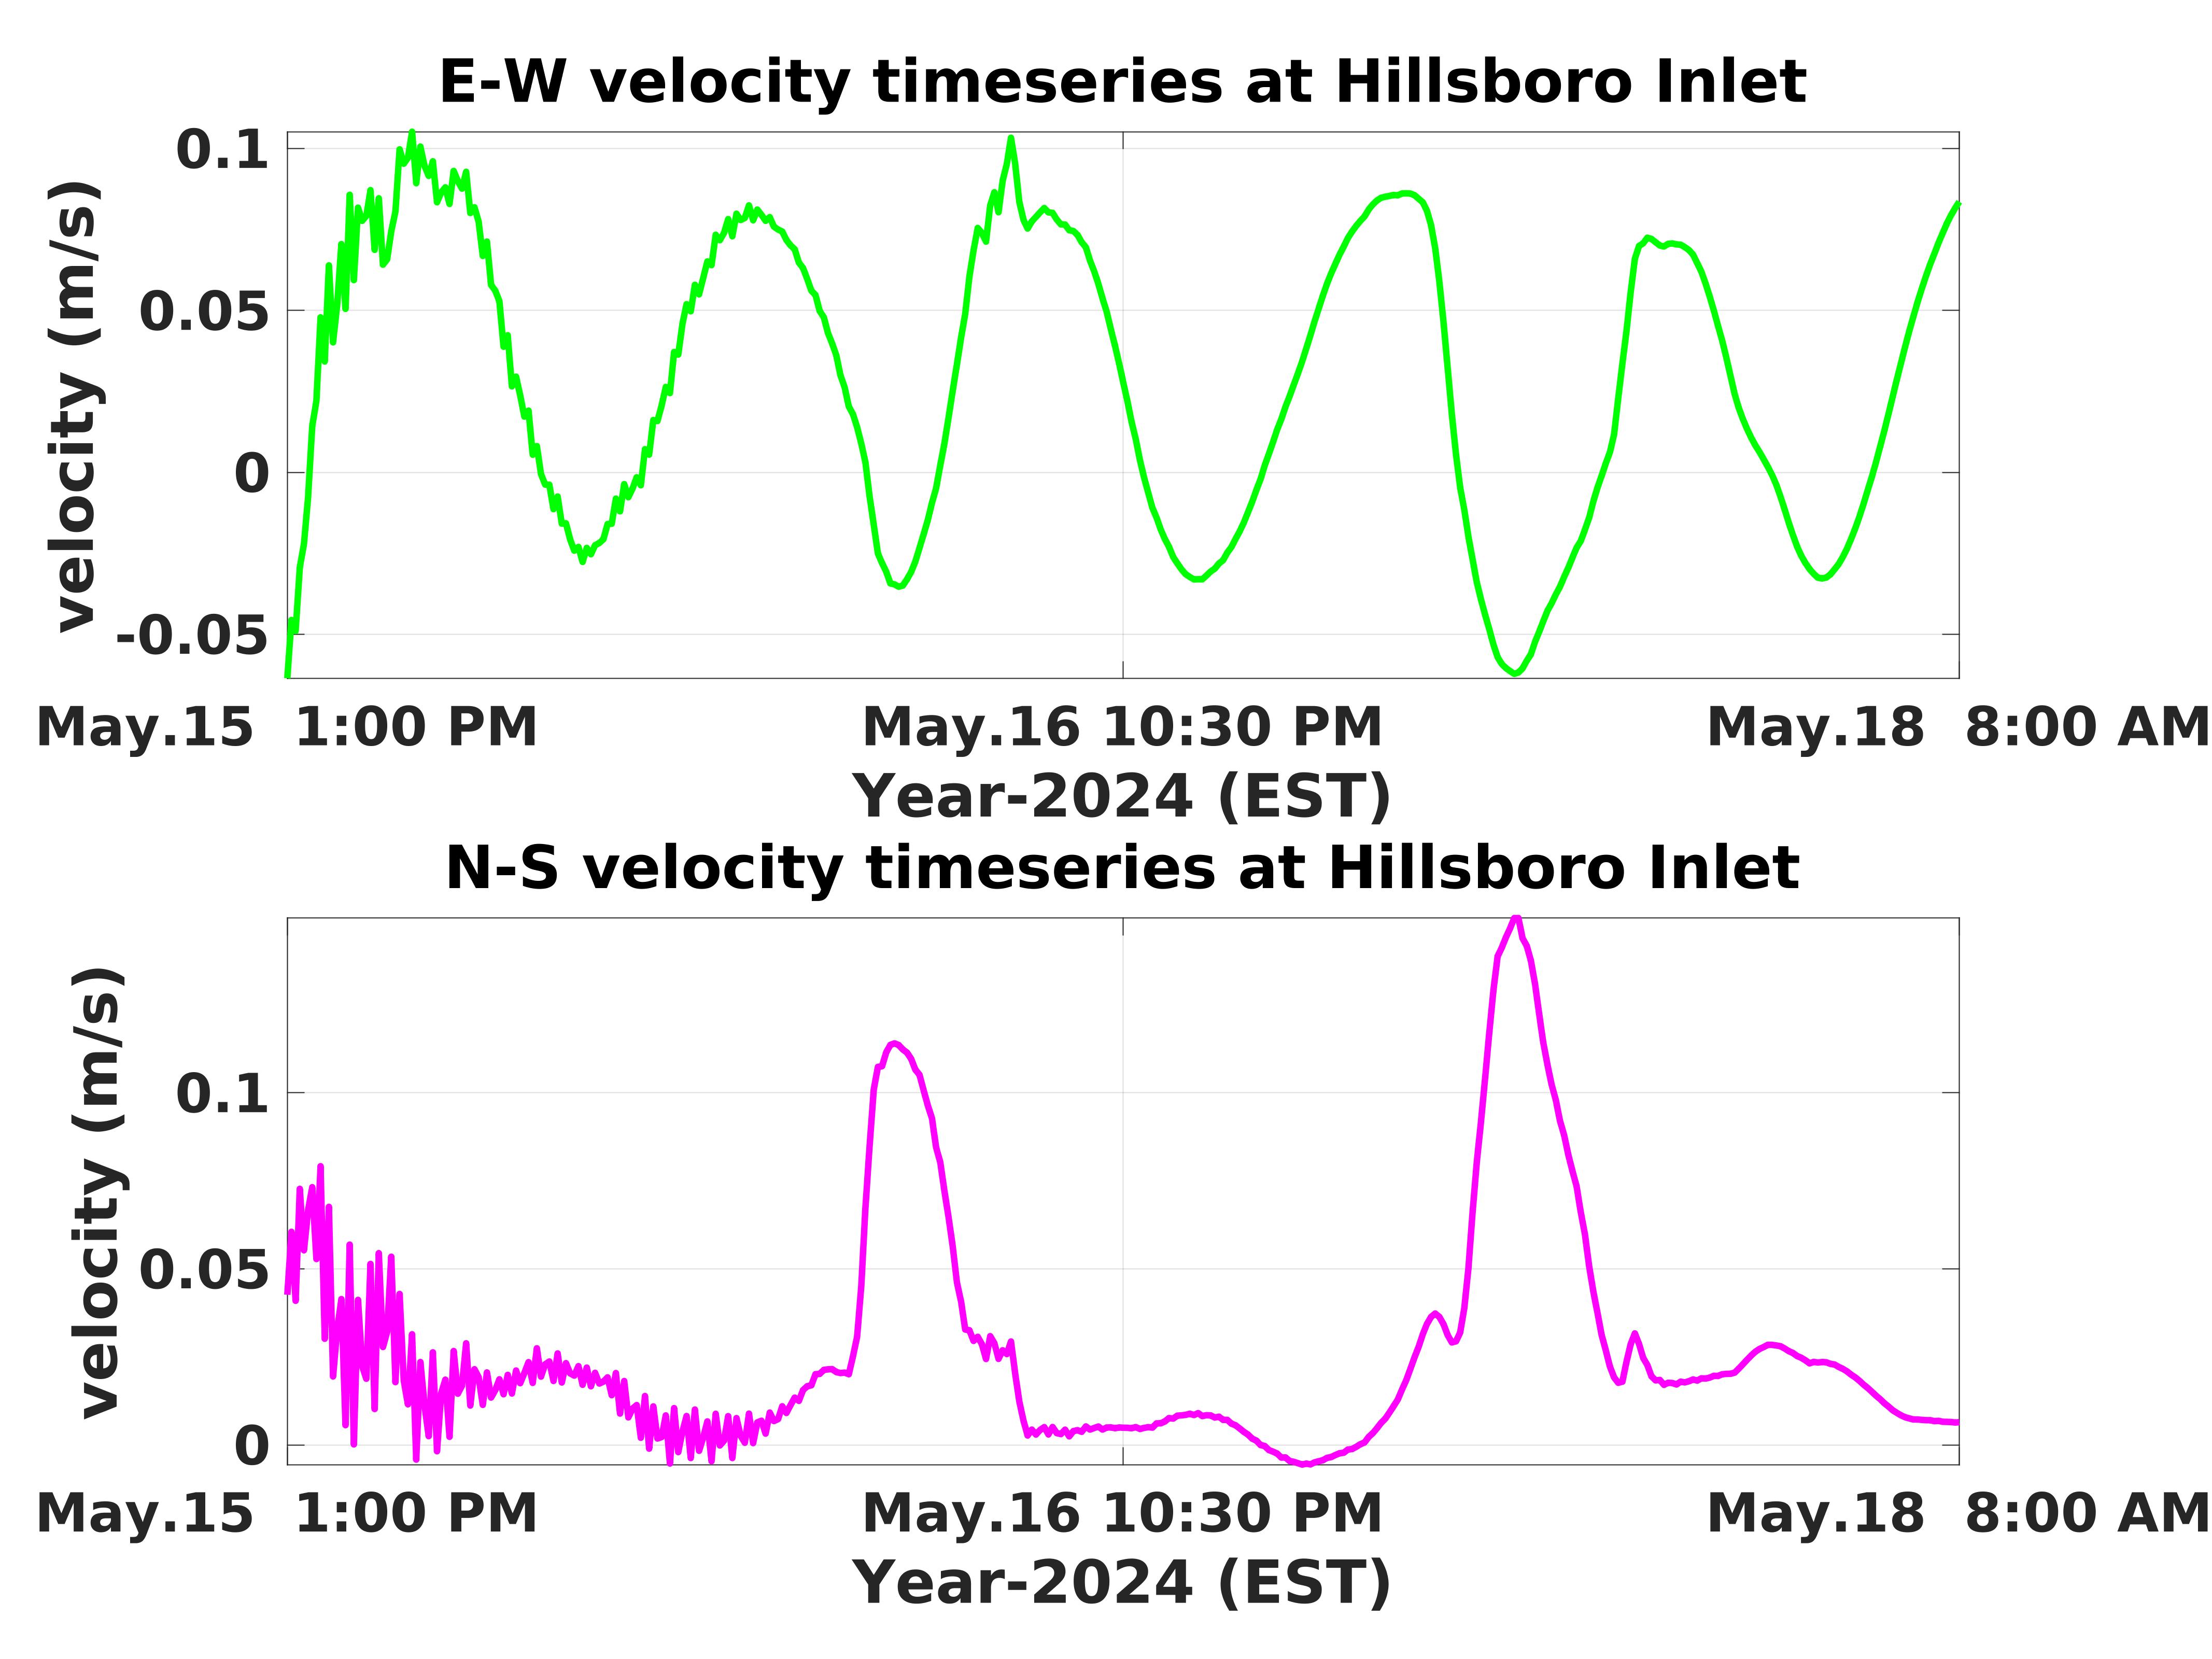 E-W velocity timeseries at Hillsboro Inlet
velocity (m/s)
0.1
0.05
0
-0.05
May.15  1:00 PM
May.16 10:30 PM
May.18  8:00 AM
Year-2024 (EST)
N-S velocity timeseries at Hillsboro Inlet
velocity (m/s)
0.1
0.05
0
May.15  1:00 PM
May.16 10:30 PM
May.18  8:00 AM
Year-2024 (EST)